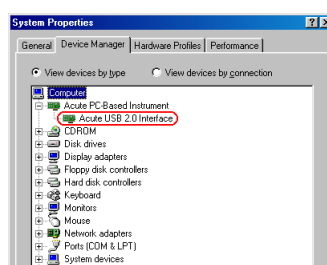 System Properties
General Device Manager Hardware Profiles Performance
View devices by type View devices by connection
Computer
Acute PC-Based Instrument
Acute USB 2.0 Interface
CDROM
Disk drives
Display adapters
Floppy disk controllers
Hard disk controllers
Keyboard
Monitors
Mouse
Network adapters
Ports (COM & LPT)
System devices